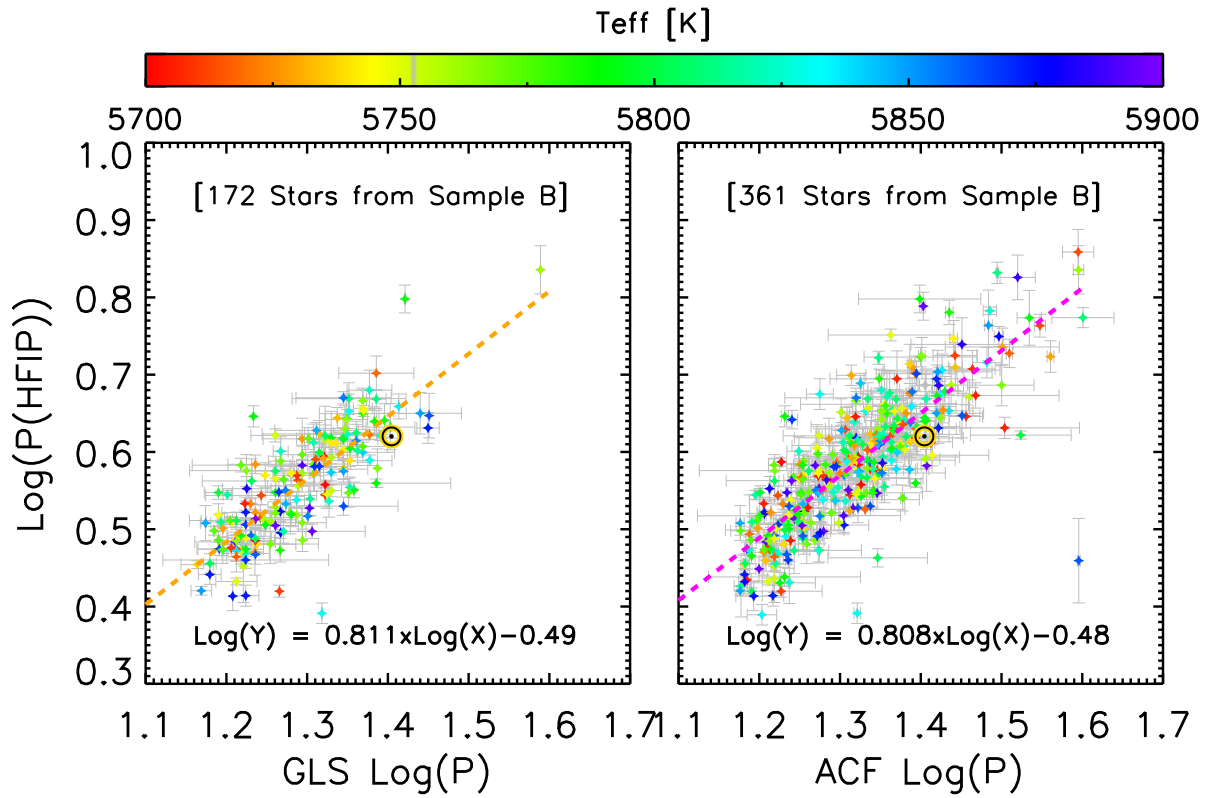 Teff [K]
5700 5750 5800 5850 5900
[172 Stars from Sample B] [361 Stars from Sample B]
1.0
0.9
0.8
0.7
0.6
0.5
0.4
0.3
Log(P(HFIP))
Log(Y) = 0.811xLog(X)-0.49 Log(Y) = 0.808xLog(X)-0.48
1.1 1.2 1.3 1.4 1.5 1.6 1.7 1.1 1.2 1.3 1.4 1.5 1.6 1.7
GLS Log(P) ACF Log(P)